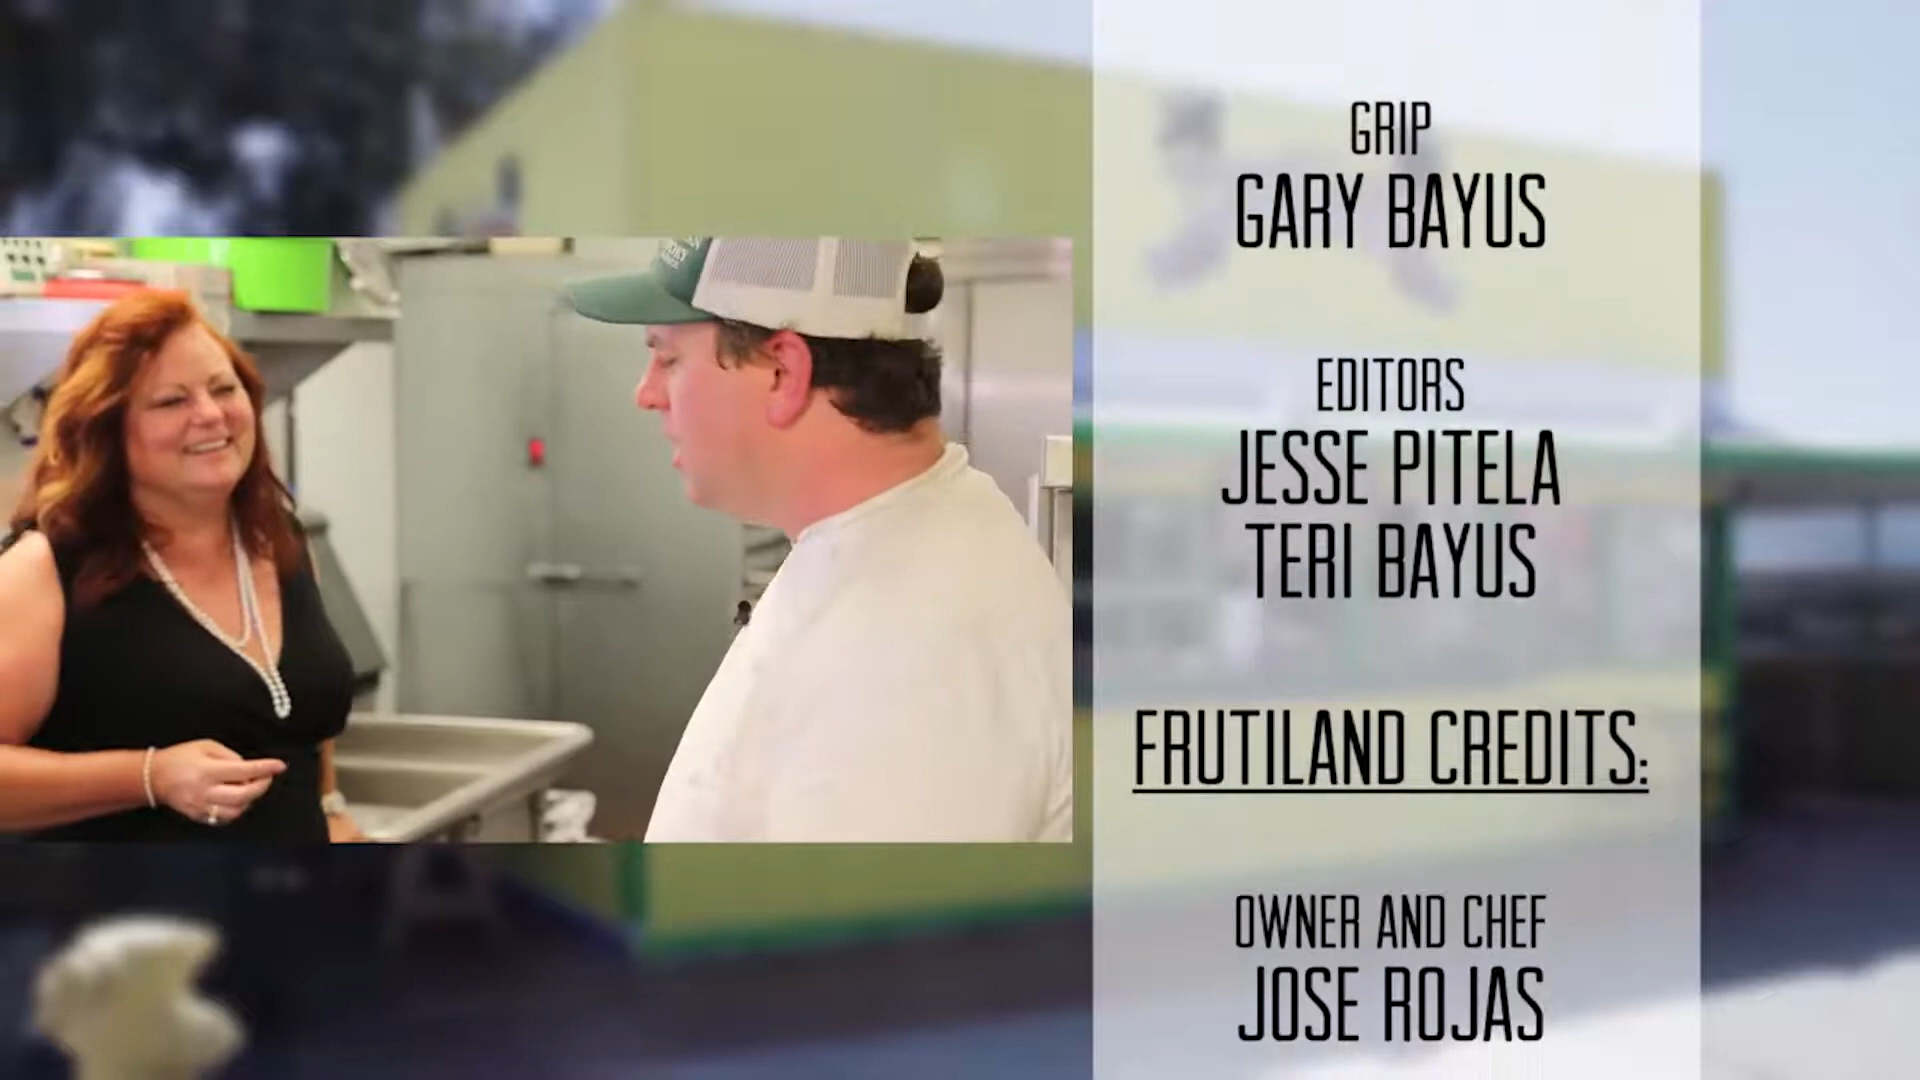 GRIP
GARY BAYUS
EDITORS
JESSE PITELA
TERI BAYUS
FRUTILAND CREDITS:
OWNER AND CHEF
JOSE ROJAS